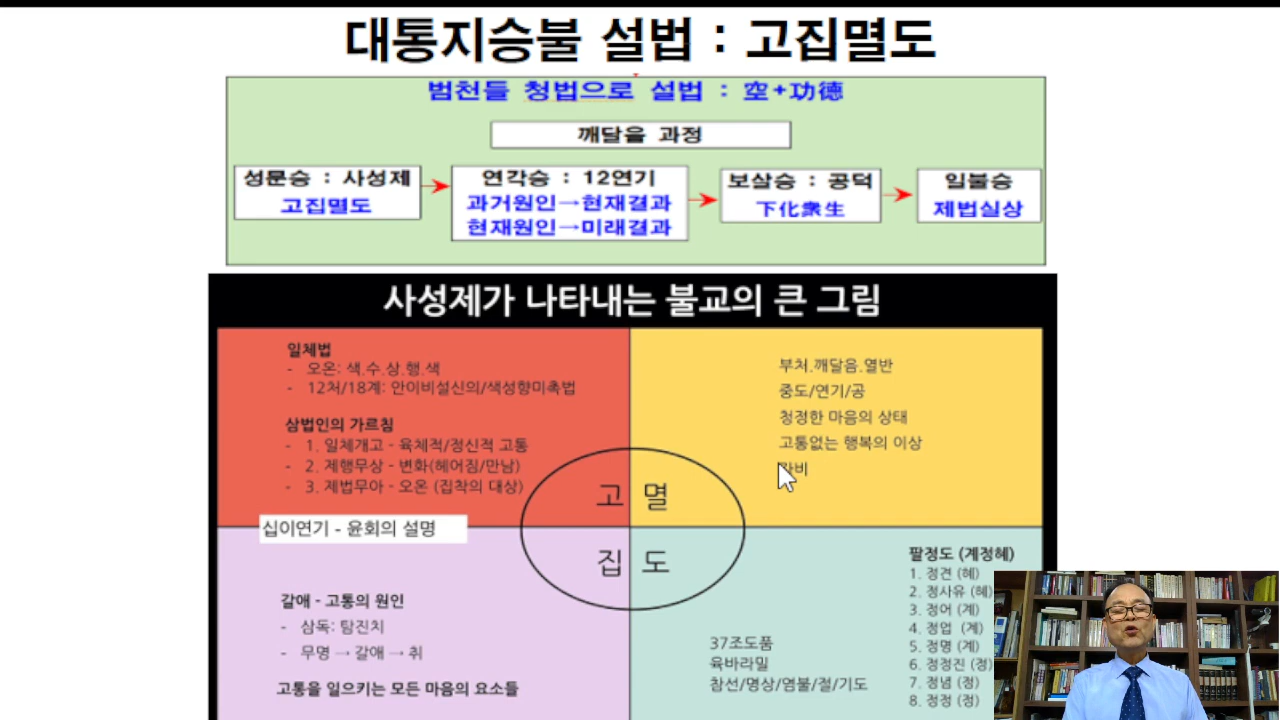 대통지승불 설법 : 고집멸도
범천들 청법으로 설법 : 空+功德
깨달음 과정
성문승 : 사성제
고집멸도
연각승 : 12연기
과거원인→현재결과
현재원인→미래결과
보살승 : 공덕
下化衆生
일불승
제법실상
사성제가 나타내는 불교의 큰 그림
일체법
- 오온: 색.수.상.행.색
- 12처/18계: 안이비설신의/색성향미촉법
삼법인의 가르침
- 1. 일체개고 - 육체적/정신적 고통
- 2. 제행무상 - 변화(헤어짐/만남)
- 3. 제법무아 - 오온 (집착의 대상)
부처.깨달음.열반
중도/연기/공
청정한 마음의 상태
고통없는 행복의 이상
고 멸
집 도
십이연기 - 윤회의 설명
갈애 - 고통의 원인
- 삼독: 탐진치
- 무명 → 갈애 → 취
고통을 일으키는 모든 마음의 요소들
37조도품
육바라밀
참선/명상/염불/절/기도
팔정도 (계정혜)
1. 정견 (혜)
2. 정사유 (혜)
3. 정어 (계)
4. 정업 (계)
5. 정명 (계)
6. 정정진 (정)
7. 정념 (정)
8. 정정 (정)